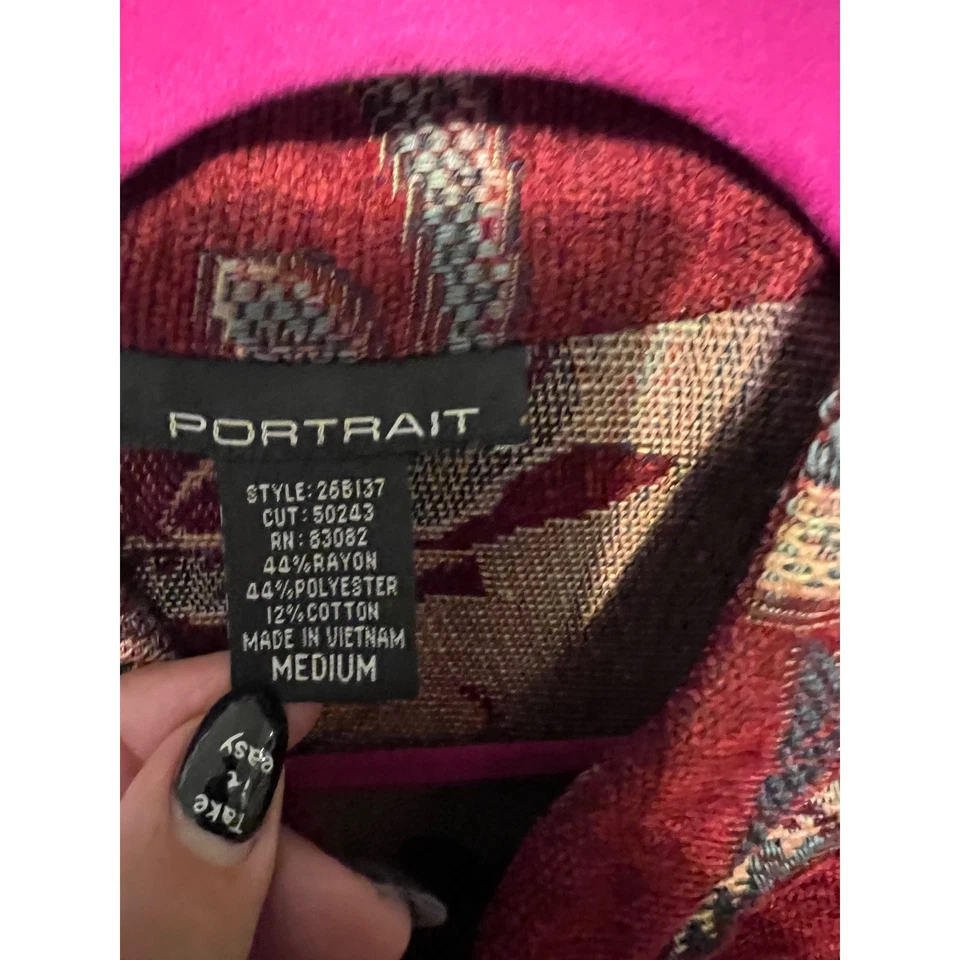 PORTRAIT
STYLE: 26B137
CUT: 50243
RN: 83082
44%RAYON
44%POLYESTER
12%COTTON
MADE IN VIETNAM
MEDIUM
Take
it
easy